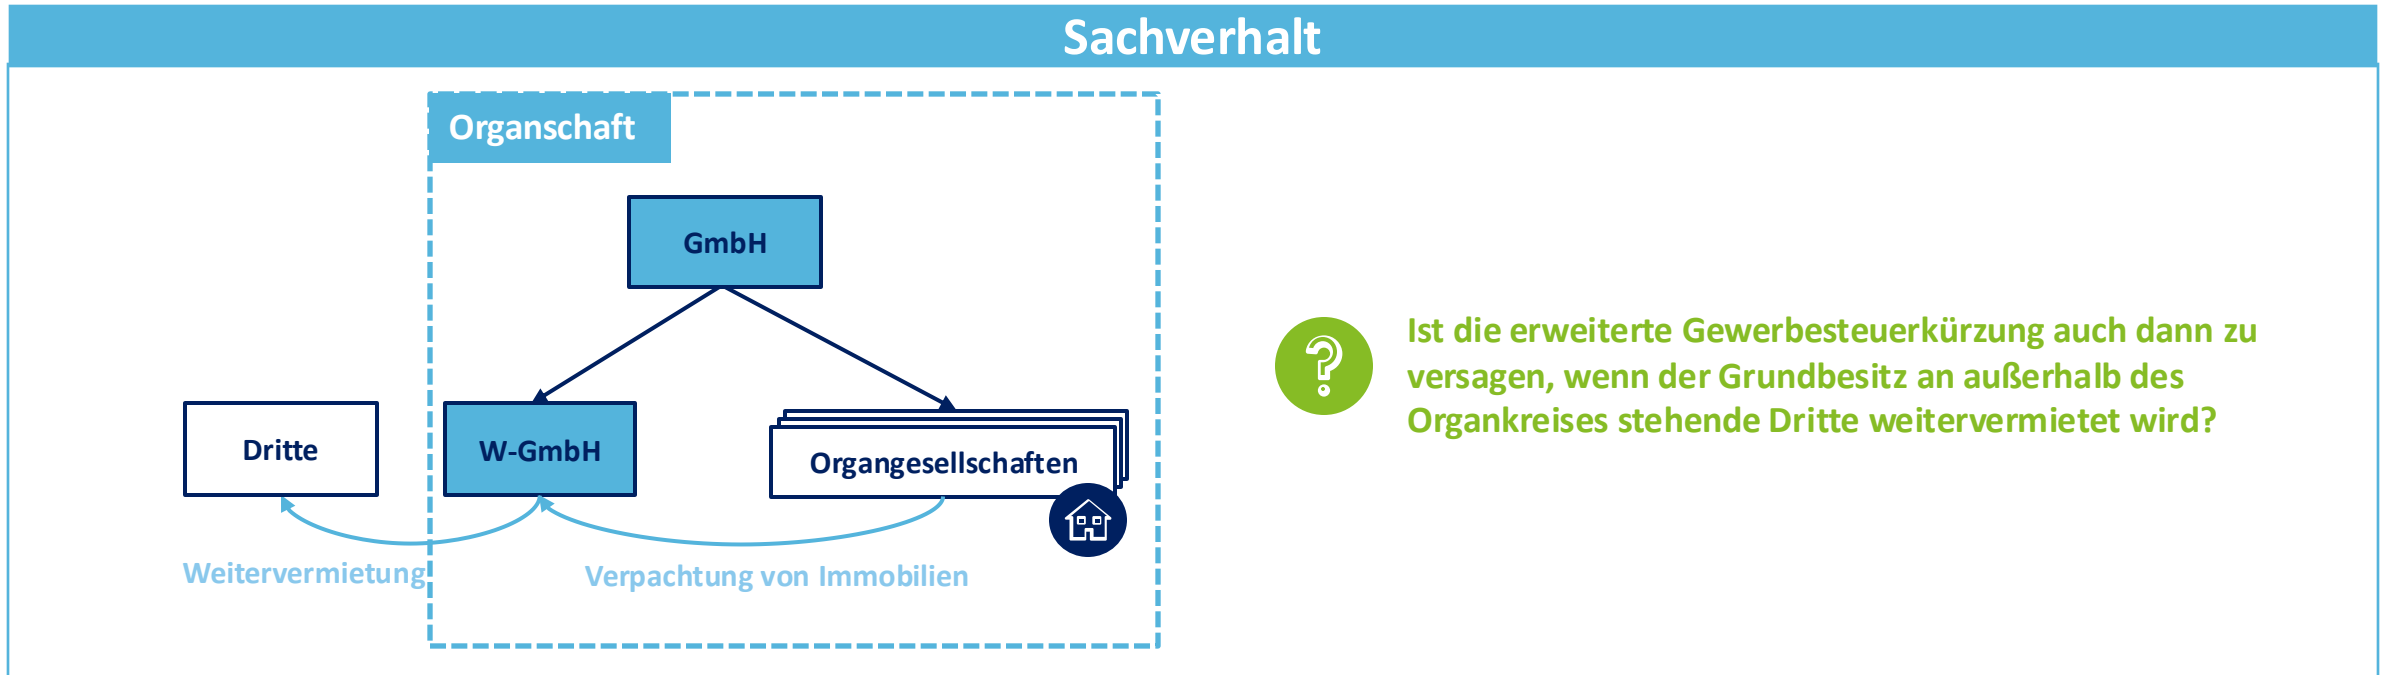 Sachverhalt
Organschaft
GmbH
Dritte
W-GmbH
Organgesellschaften
Weitervermietung
Verpachtung von Immobilien
?
Ist die erweiterte Gewerbesteuerkürzung auch dann zu
versagen, wenn der Grundbesitz an außerhalb des
Organkreises stehende Dritte weitervermietet wird?